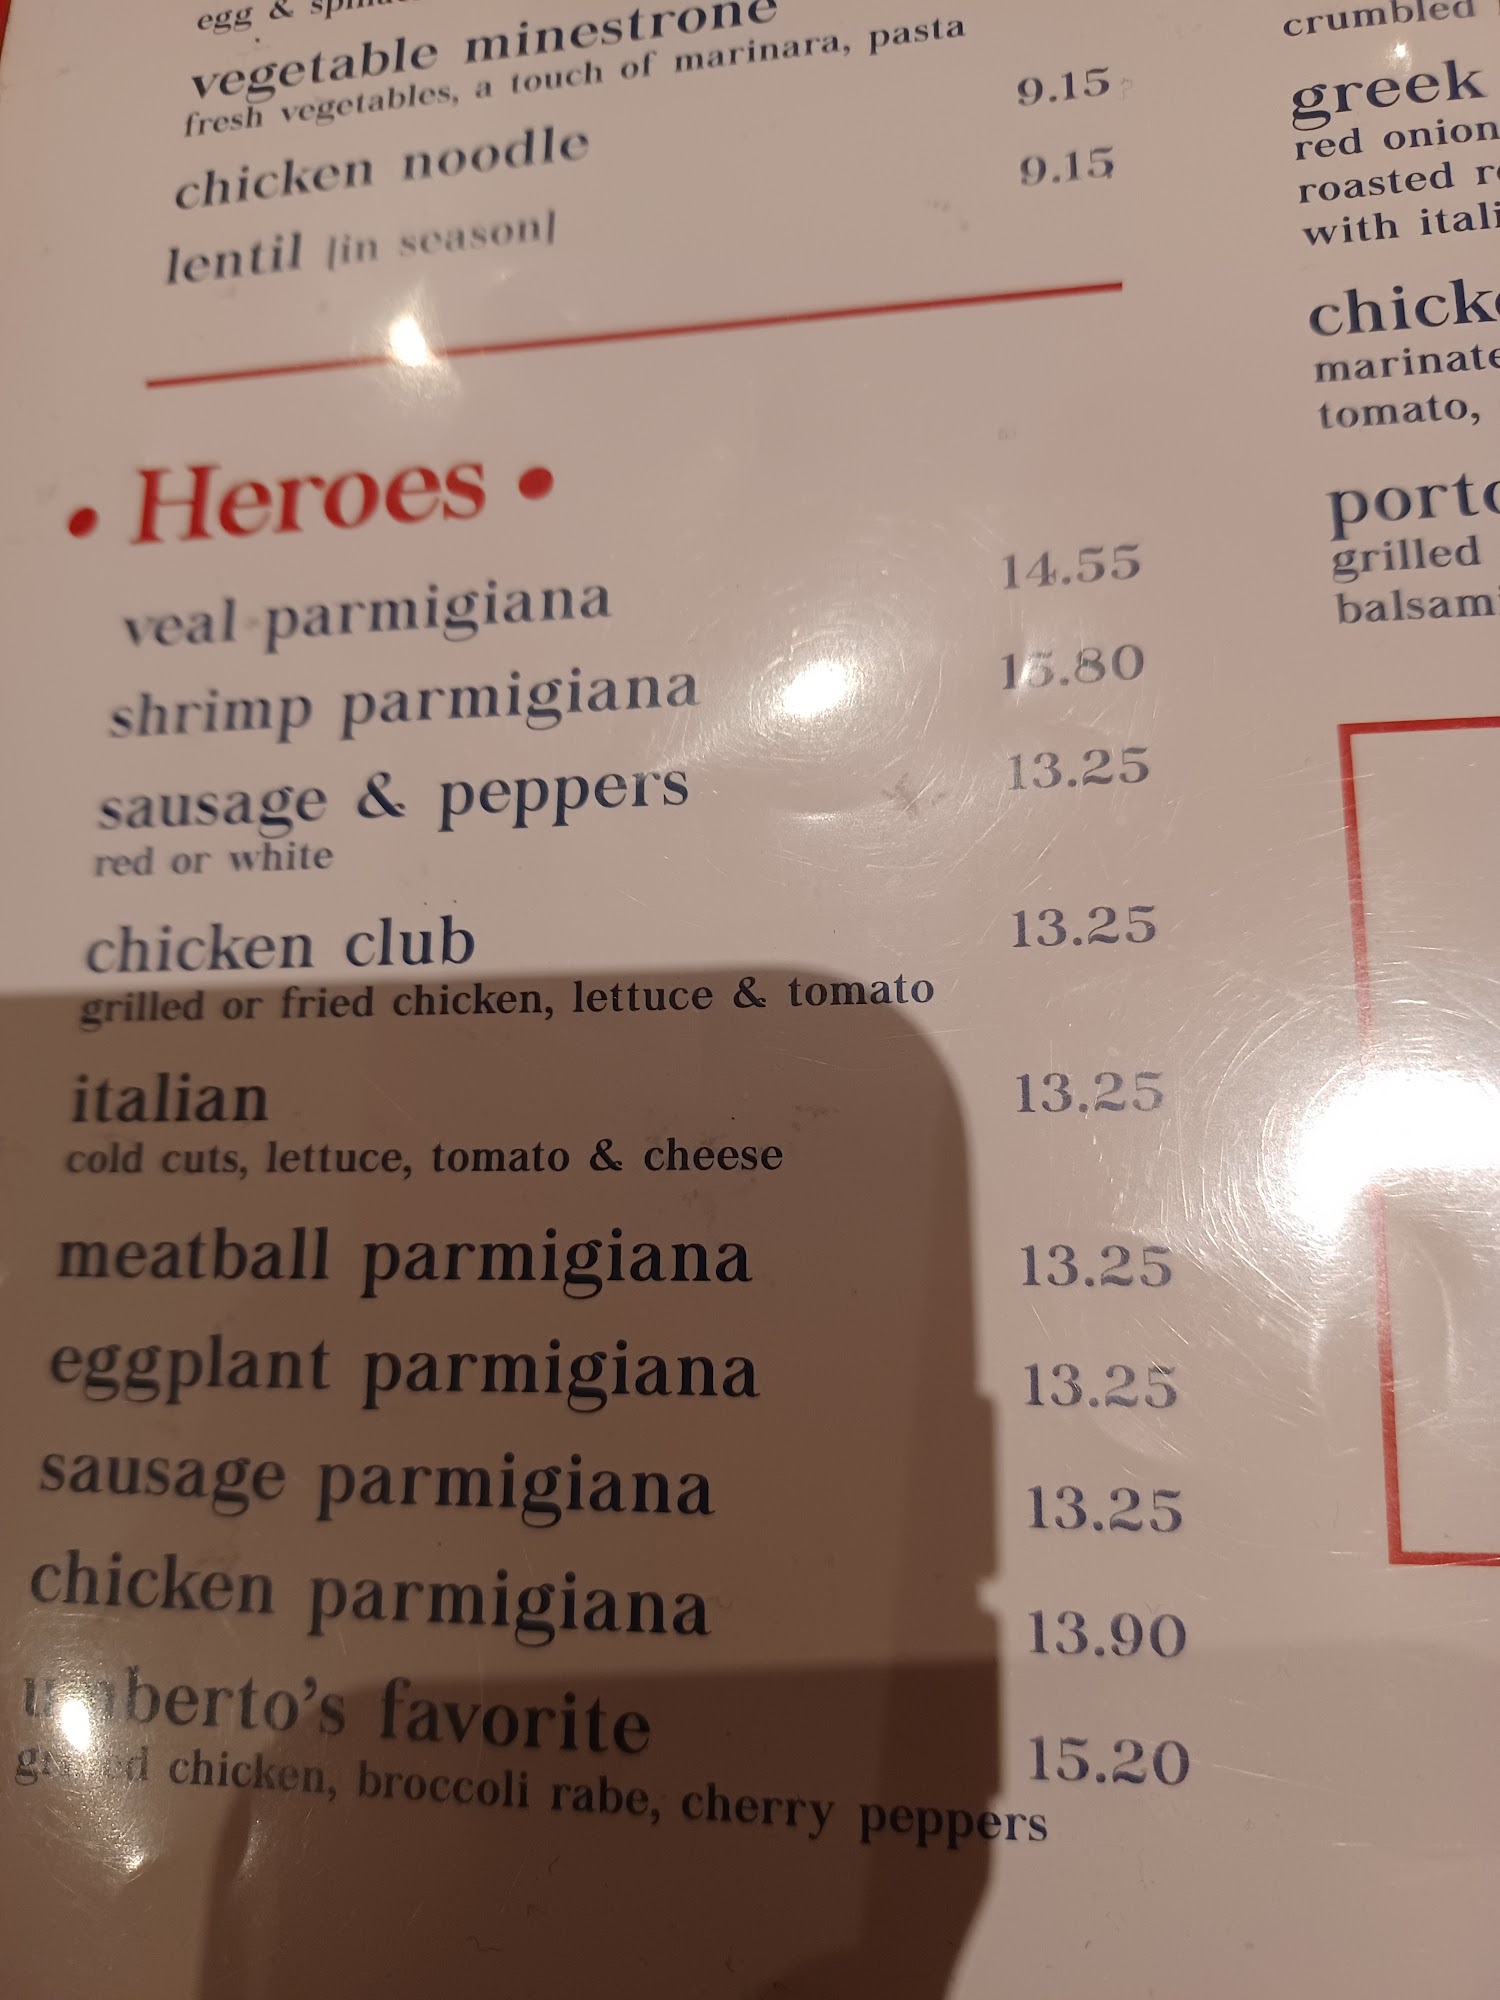 egg &
vegetable minestrone
fresh vegetables, a touch of marinara, pasta
chicken noodle 9.15
lentil [in season] 9.15
• Heroes •
veal parmigiana 14.55
shrimp parmigiana 15.80
sausage & peppers 13.25
red or white
chicken club 13.25
grilled or fried chicken, lettuce & tomato
italian 13.25
cold cuts, lettuce, tomato & cheese
meatball parmigiana 13.25
eggplant parmigiana 13.25
sausage parmigiana 13.25
chicken parmigiana 13.90
umberto's favorite 15.20
chicken, broccoli rabe, cherry peppers
crumbled
greek
red onion
roasted
with
tomato,
grilled